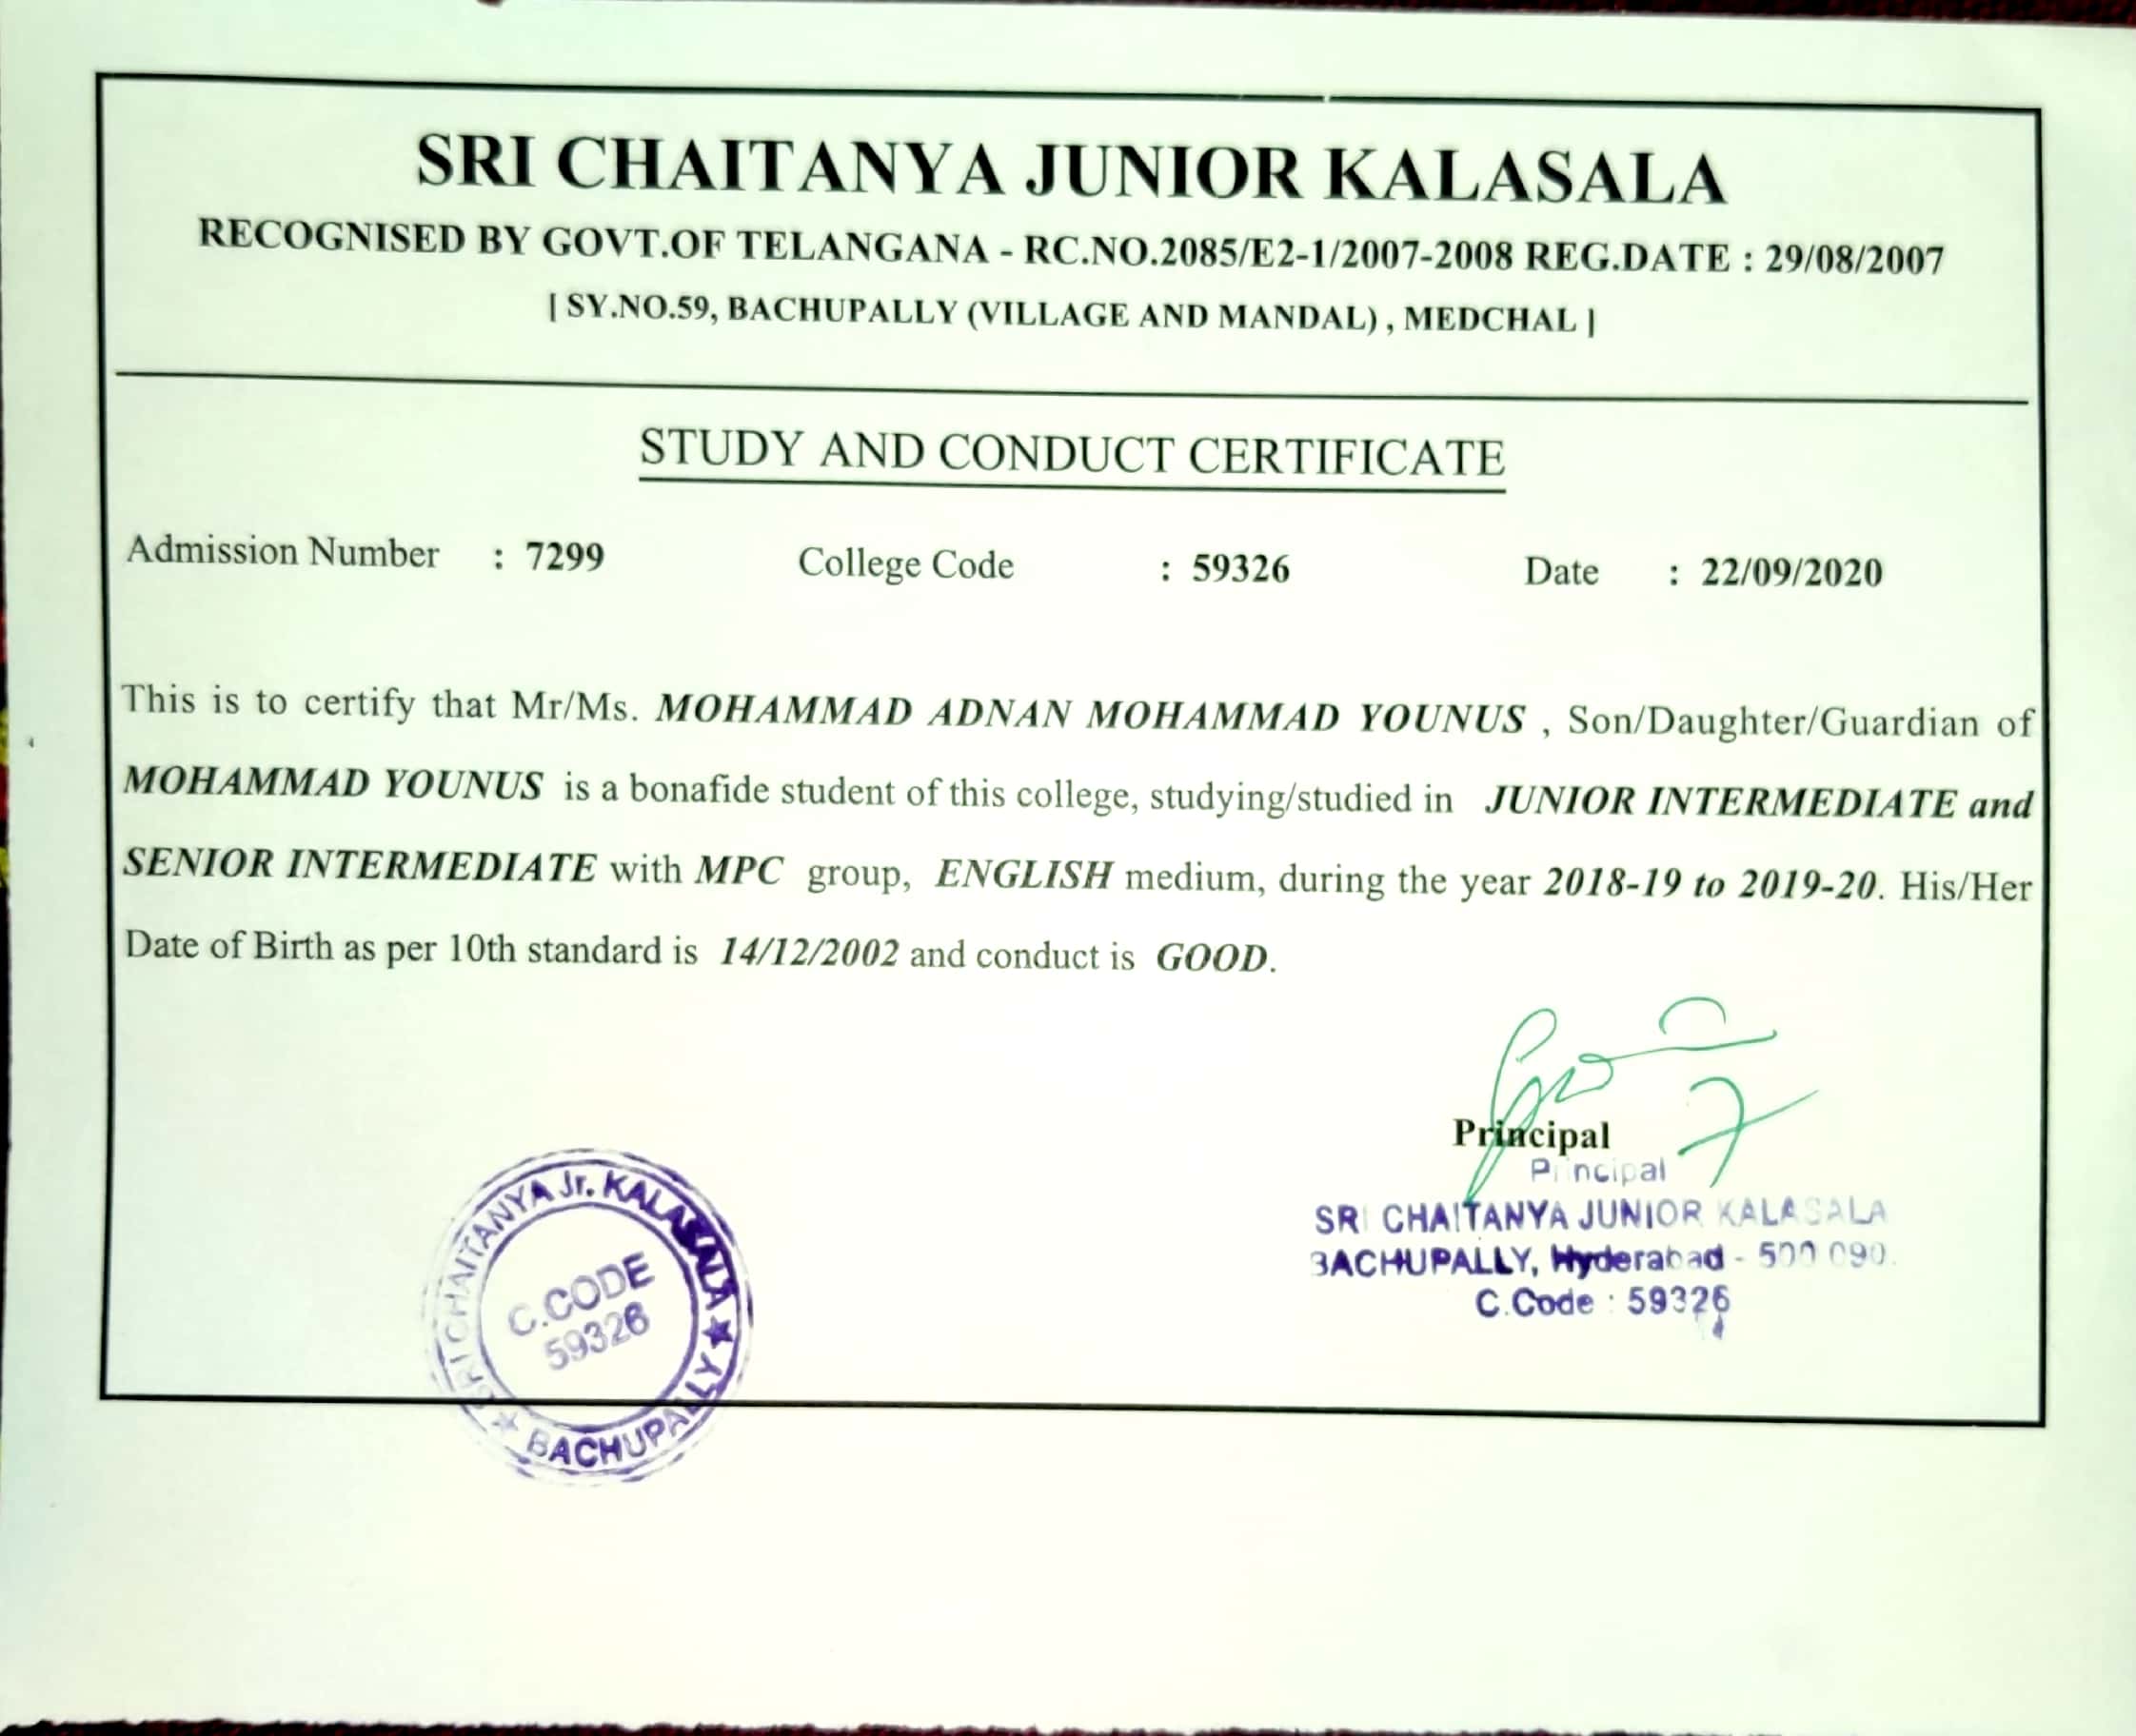 SRI CHAITANYA JUNIOR KALASALA
RECOGNISED BY GOVT.OF TELANGANA - RC.NO.2085/E2-1/2007-2008 REG.DATE : 29/08/2007
[ SY.NO.59, BACHUPALLY (VILLAGE AND MANDAL) , MEDCHAL ]
STUDY AND CONDUCT CERTIFICATE
Admission Number : 7299 College Code : 59326 Date : 22/09/2020
This is to certify that Mr/Ms. MOHAMMAD ADNAN MOHAMMAD YOUNUS , Son/Daughter/Guardian of
MOHAMMAD YOUNUS is a bonafide student of this college, studying/studied in JUNIOR INTERMEDIATE and
SENIOR INTERMEDIATE with MPC group, ENGLISH medium, during the year 2018-19 to 2019-20. His/Her
Date of Birth as per 10th standard is 14/12/2002 and conduct is GOOD.
Principal
Principal
SRI CHAITANYA JUNIOR KALASALA
BACHUPALLY, Hyderabad - 500 090.
C.Code : 59326
SRI CHAITANYA Jr. KALASALA ★ BACHUPALLY ★
C.CODE
59326